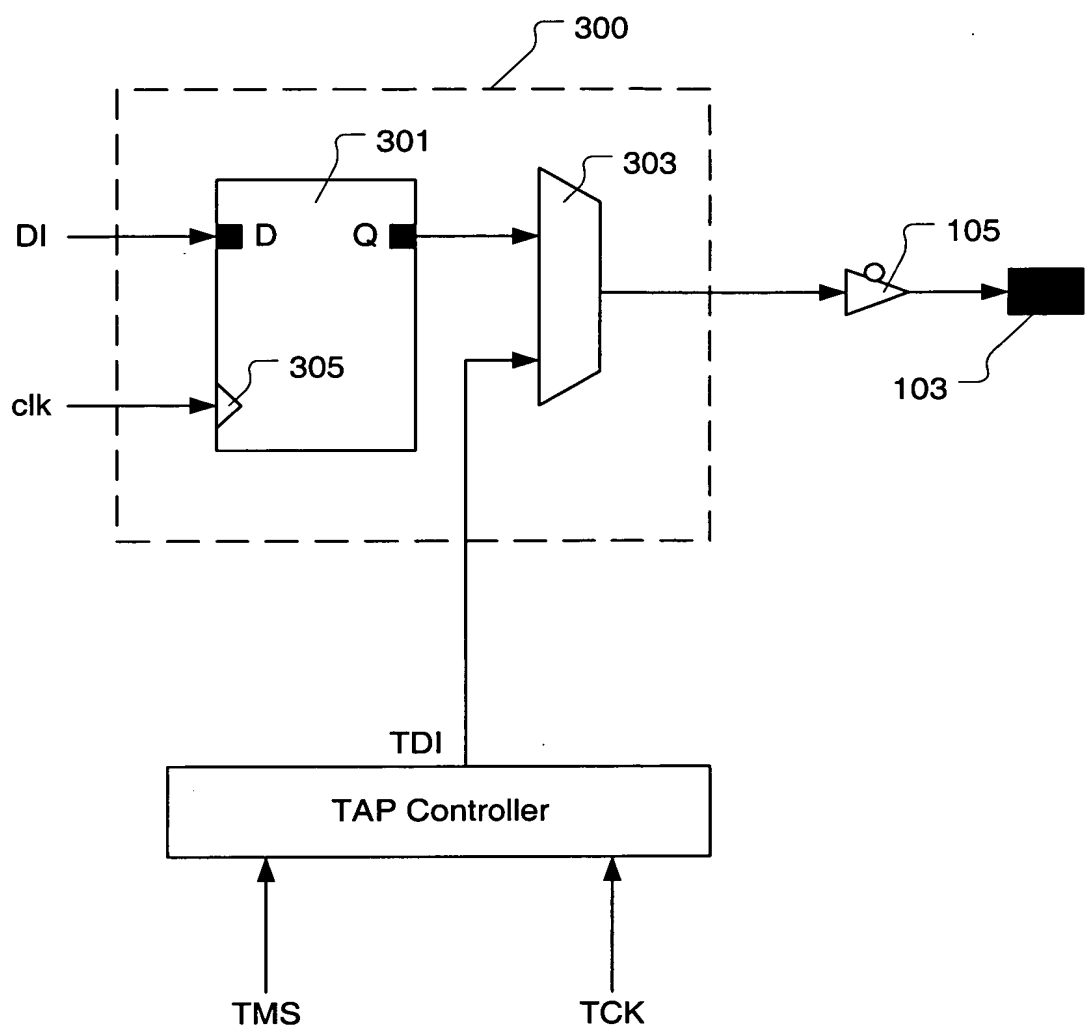 300
301
303
DI
D
Q
105
305
clk
103
TDI
TAP Controller
TMS
TCK